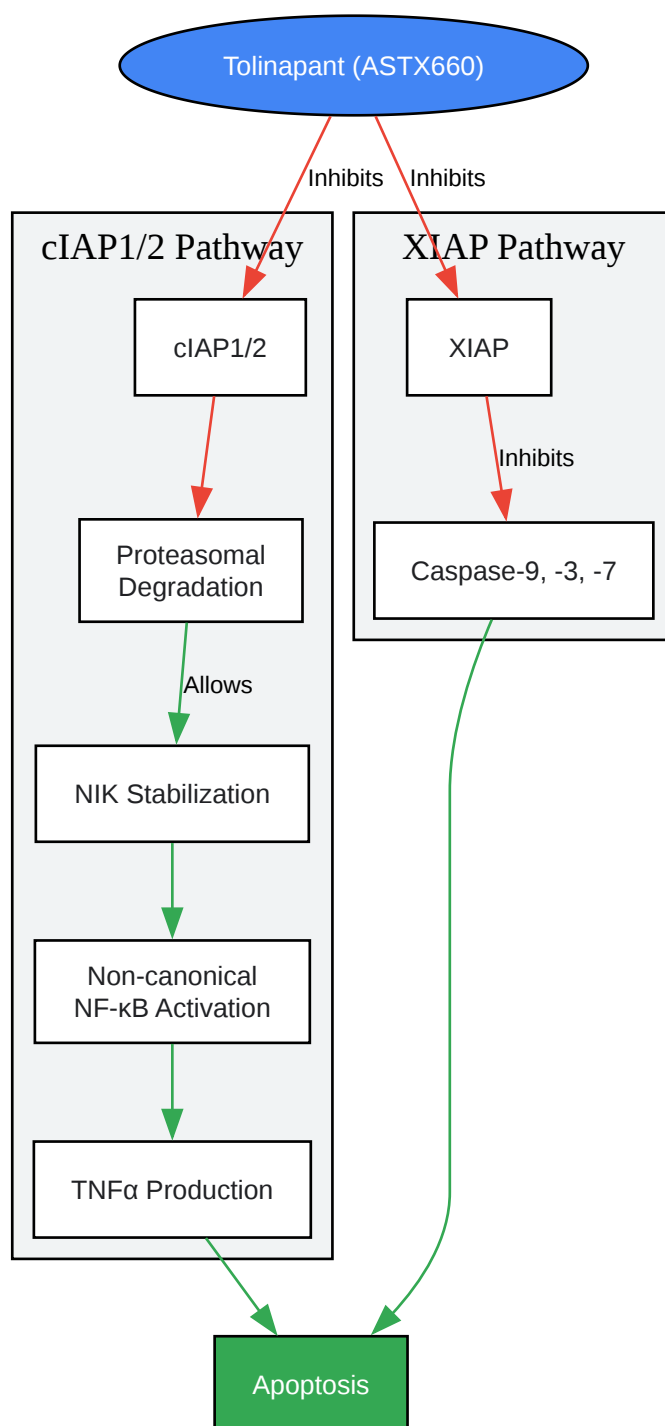 Tolinapant (ASTX660)
Inhibits
Inhibits
cIAP1/2 Pathway
XIAP Pathway
cIAP1/2
XIAP
Inhibits
Proteasomal
Degradation
Caspase-9, -3, -7
Allows
NIK Stabilization
Non-canonical
NF-κB Activation
TNFα Production
Apoptosis